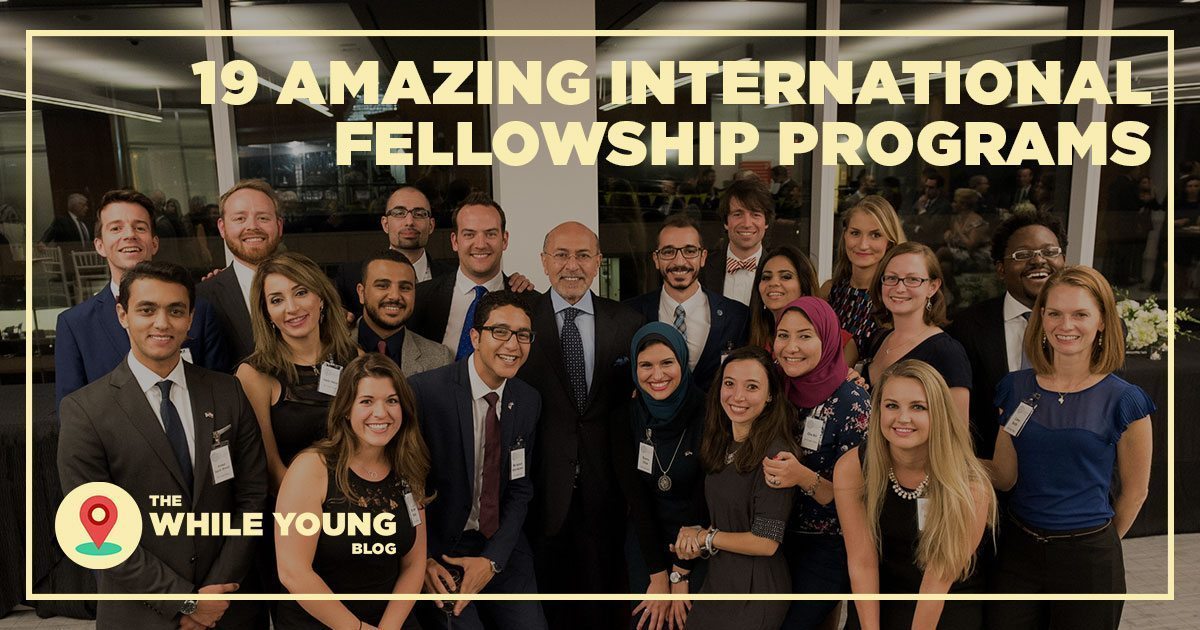 19 AMAZING INTERNATIONAL
FELLOWSHIP PROGRAMS
THE
WHILE YOUNG
BLOG